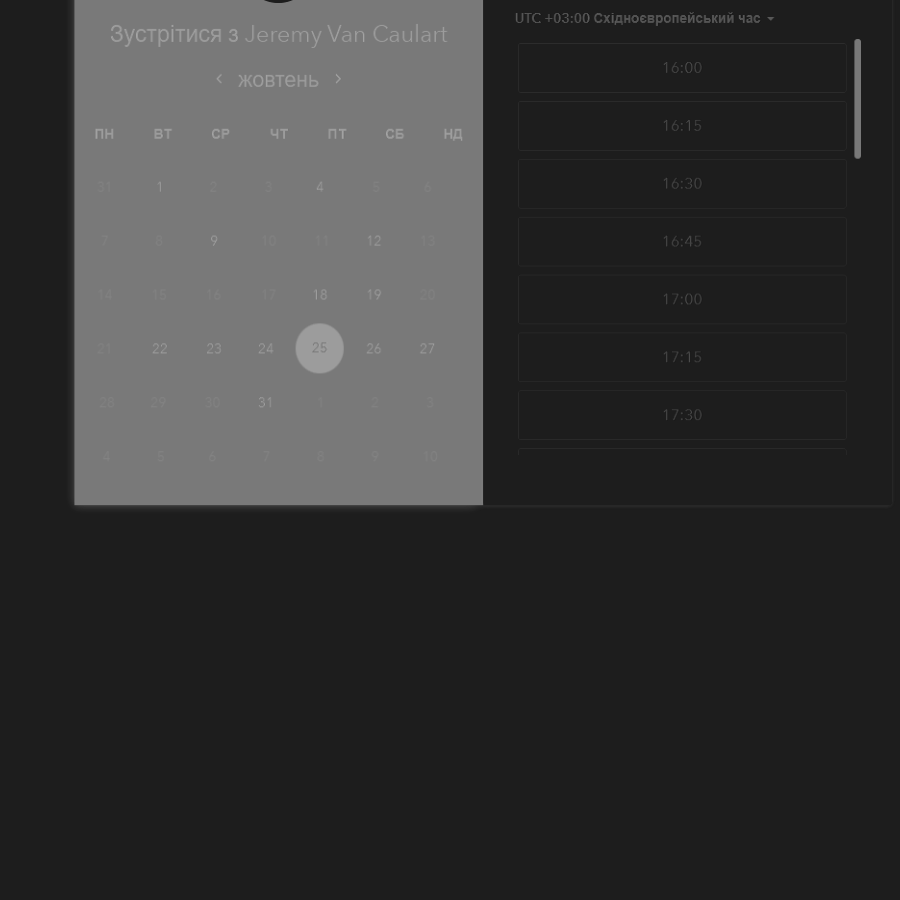 Зустрітися з Jeremy Van Caulart
жовтень
ПН ВТ СР ЧТ ПТ СБ НД
31 1 2 3 4 5 6
7 8 9 10 11 12 13
14 15 16 17 18 19 20
21 22 23 24 25 26 27
28 29 30 31 1 2 3
4 5 6 7 8 9 10
UTC +03:00 Східноєвропейський час
16:00
16:15
16:30
16:45
17:00
17:15
17:30